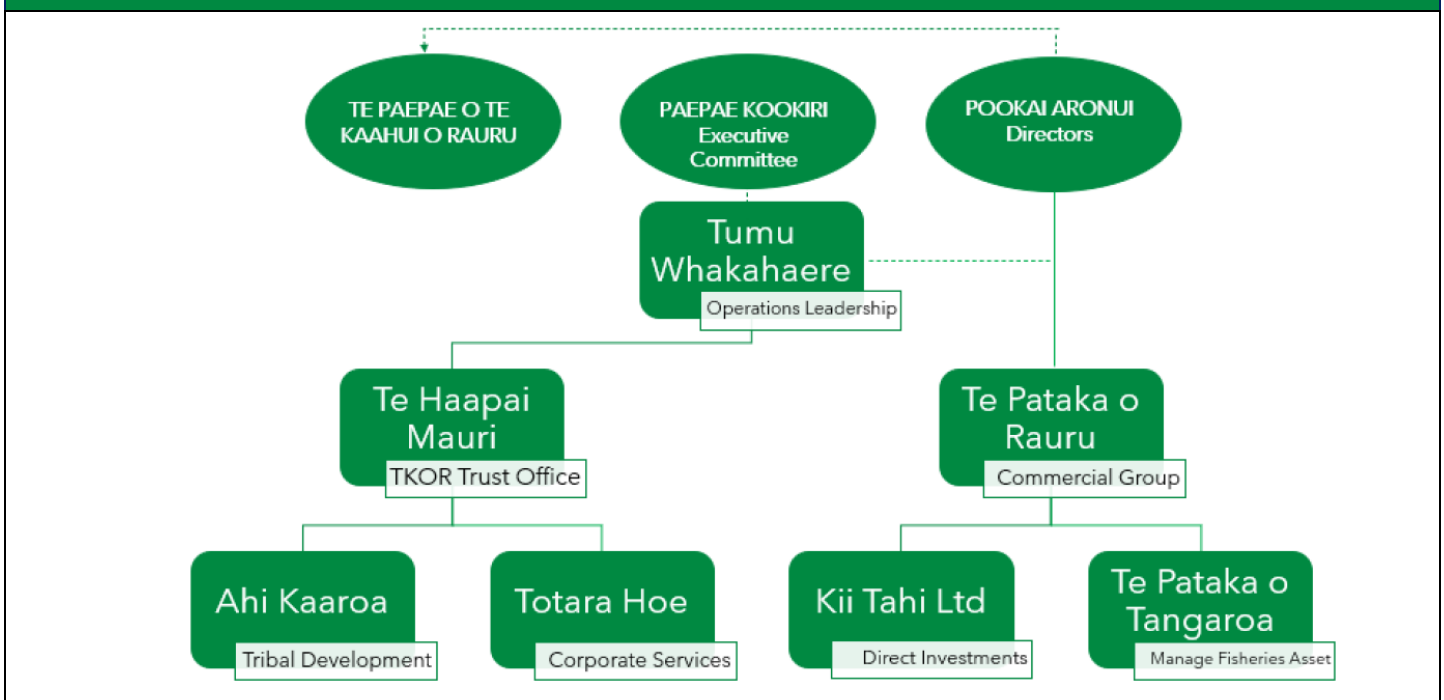 TE PAEPAE O TE
KAAHUI O RAURU
PAEPAE KOOKIRI
Executive
Committee
POOKAI ARONUI
Directors
Tumu
Whakahaere
Operations Leadership
Te Haapai
Mauri
TKOR Trust Office
Te Pataka o
Rauru
Commercial Group
Ahi Kaaroa
Tribal Development
Totara Hoe
Corporate Services
Kii Tahi Ltd
Direct Investments
Te Pataka o
Tangaroa
Manage Fisheries Asset